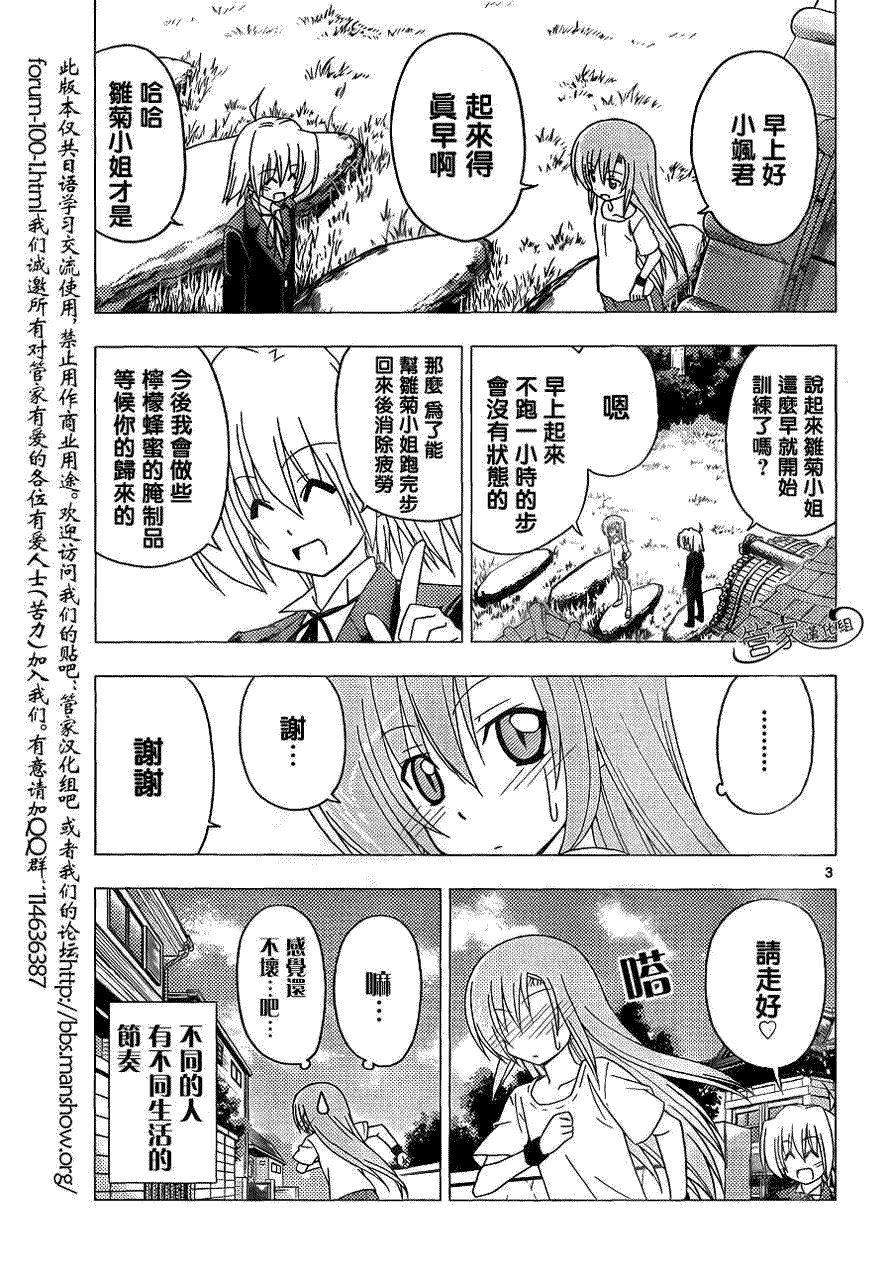 早上好
小颯君
起來得
真早啊
哈哈
雛菊小姐才是
說起來雛菊小姐
這麼早就開始
訓練了嗎?
嗯
早上起來
不跑一小時的步
會沒有狀態的
那麼 為了能
幫雛菊小姐跑完步
回來後消除疲勞
今後我會做些
檸檬蜂蜜的腌制品
等候你的歸來的
管家
漢化組
………
謝…
謝謝
3
請走好♡
嗒
嘛…
感覺還
不壞…吧…
不同的人
有不同生活的
節奏
此版本仅共日语学习交流使用,禁止用作商业用途。欢迎访问我们的贴吧:管家汉化组吧 或者我们的论坛http://bbs.manshow.org/
forum-100-1.html 我们诚邀所有对管家有爱的各位有爱人士(苦力)加入我们。有意请加QQ群:114636387